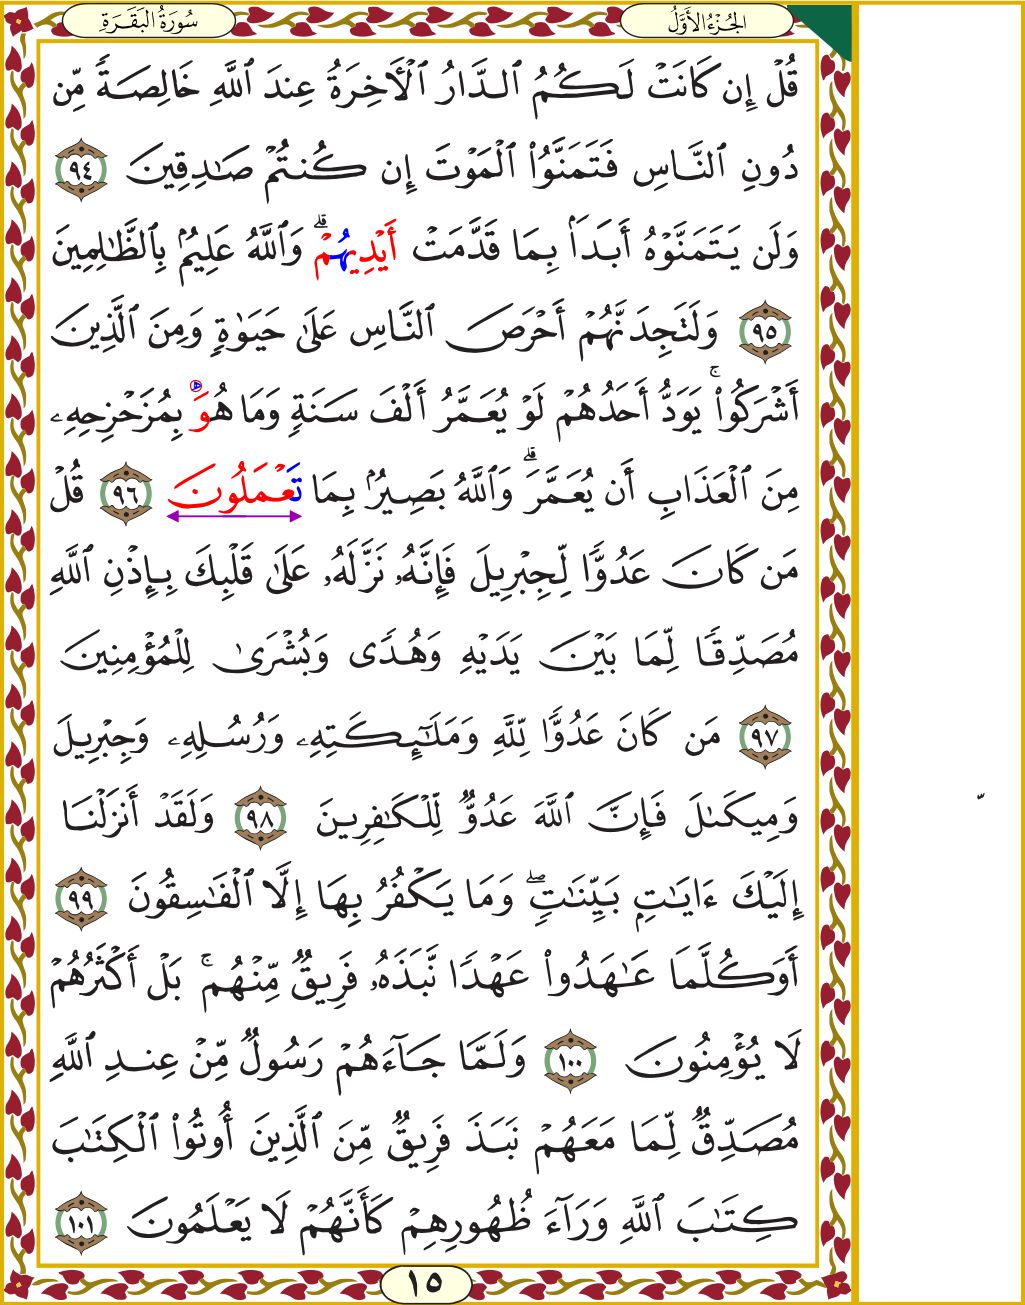 الجُزْءُ الأَوَّلُ
سُورَةُ البَقَرَةِ
قُلْ إِن كَانَتْ لَكُمُ ٱلدَّارُ ٱلْأَخِرَةُ عِندَ ٱللَّهِ خَالِصَةً مِّن
دُونِ ٱلنَّاسِ فَتَمَنَّوُاْ ٱلْمَوْتَ إِن كُنتُمْ صَـٰدِقِينَ ٩٤
وَلَن يَتَمَنَّوْهُ أَبَدَاۢ بِمَا قَدَّمَتْ أَيْدِيهُمْ ۗ وَٱللَّهُ عَلِيمُۢ بِٱلظَّـٰلِمِينَ
٩٥ وَلَتَجِدَنَّهُمْ أَحْرَصَ ٱلنَّاسِ عَلَىٰ حَيَوٰةٍ وَمِنَ ٱلَّذِينَ
أَشْرَكُواْ ۚ يَوَدُّ أَحَدُهُمْ لَوْ يُعَمَّرُ أَلْفَ سَنَةٍ وَمَا هُوَ بِمُزَحْزِحِهِۦ
مِنَ ٱلْعَذَابِ أَن يُعَمَّرَ ۗ وَٱللَّهُ بَصِيرُۢ بِمَا تَعْمَلُونَ ٩٦ قُلْ
مَن كَانَ عَدُوًّا لِّجِبْرِيلَ فَإِنَّهُۥ نَزَّلَهُۥ عَلَىٰ قَلْبِكَ بِإِذْنِ ٱللَّهِ
مُصَدِّقًا لِّمَا بَيْنَ يَدَيْهِ وَهُدًى وَبُشْرَىٰ لِلْمُؤْمِنِينَ
٩٧ مَن كَانَ عَدُوًّا لِّلَّهِ وَمَلَـٰٓئِكَتِهِۦ وَرُسُلِهِۦ وَجِبْرِيلَ
وَمِيكَىٰلَ فَإِنَّ ٱللَّهَ عَدُوٌّ لِّلْكَـٰفِرِينَ ٩٨ وَلَقَدْ أَنزَلْنَا
إِلَيْكَ ءَايَـٰتِۭ بَيِّنَـٰتٍ ۖ وَمَا يَكْفُرُ بِهَا إِلَّا ٱلْفَـٰسِقُونَ ٩٩
أَوَكُلَّمَا عَـٰهَدُواْ عَهْدًا نَّبَذَهُۥ فَرِيقٌ مِّنْهُم ۚ بَلْ أَكْثَرُهُمْ
لَا يُؤْمِنُونَ ١٠٠ وَلَمَّا جَآءَهُمْ رَسُولٌ مِّنْ عِندِ ٱللَّهِ
مُصَدِّقٌ لِّمَا مَعَهُمْ نَبَذَ فَرِيقٌ مِّنَ ٱلَّذِينَ أُوتُواْ ٱلْكِتَـٰبَ
كِتَـٰبَ ٱللَّهِ وَرَآءَ ظُهُورِهِمْ كَأَنَّهُمْ لَا يَعْلَمُونَ ١٠١
١٥